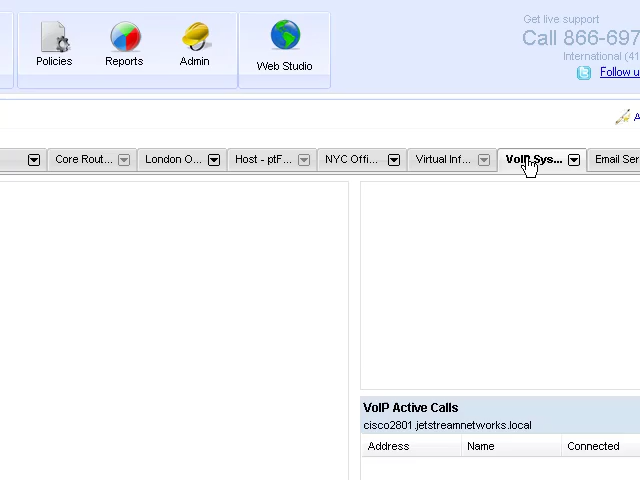 Get live support
Call 866-697
International (41
Follow u
Policies
Reports
Admin
Web Studio
A
Core Rout...
London O...
Host - ptF...
NYC Offi...
Virtual Inf...
VoIP Sys...
Email Ser
VoIP Active Calls
cisco2801.jetstreamnetworks.local
Address Name Connected